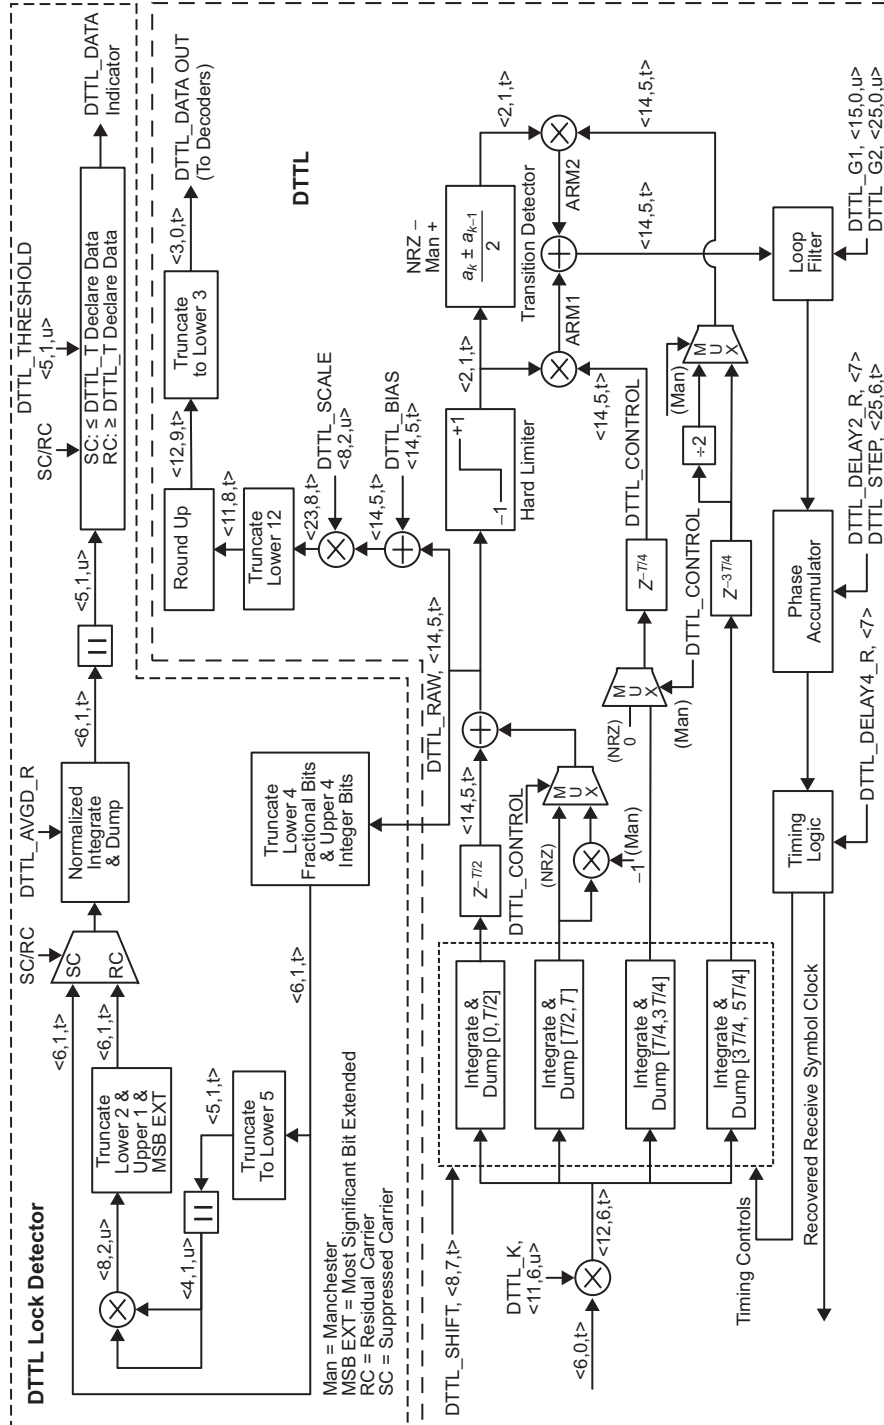 DTTL Lock Detector
<8,2,u>
<4,1,u>
||
Truncate
Lower 2 &
Upper 1 &
MSB EXT
<5,1,t>
Truncate
To Lower 5
<6,1,t>
<6,1,t>
SC/RC
SC
RC
DTTL_AVGD_R
Normalized
Integrate
& Dump
<6,1,t>
||
<5,1,u>
SC/RC
DTTL_THRESHOLD
<5,1,u>
SC: ≤ DTTL_T Declare Data
RC: ≥ DTTL_T Declare Data
DTTL_DATA
Indicator
<6,1,t>
Truncate
Lower 4
Fractional Bits
& Upper 4
Integer Bits
Man = Manchester
MSB EXT = Most Significant Bit Extended
RC = Residual Carrier
SC = Suppressed Carrier
DTTL
DTTL_RAW, <14,5,t>
DTTL_BIAS
<14,5,t>
<14,5,t>
DTTL_SCALE
<8,2,u>
<23,8,t>
Truncate
Lower 12
<11,8,t>
Round Up
<12,9,t>
Truncate
to Lower 3
<3,0,t>
DTTL_DATA OUT
(To Decoders)
DTTL_SHIFT, <8,7,t>
DTTL_K,
<11,6,u>
<6,0,t>
<12,6,t>
Integrate &
Dump [0,T/2]
Integrate &
Dump [T/2,T]
Integrate &
Dump [T/4,3T/4]
Integrate &
Dump [3T/4, 5T/4]
Z−T/2
<14,5,t>
DTTL_CONTROL
(NRZ)
−1 (Man)
MUX
−1
+1
Hard Limiter
<2,1,t>
NRZ −
Man +
ak ± ak−1
2
Transition Detector
<2,1,t>
ARM1
ARM2
<14,5,t>
<14,5,t>
<14,5,t>
(NRZ)
0
MUX
(Man)
DTTL_CONTROL
Z−T/4
DTTL_CONTROL
Z−3T/4
÷2
(Man)
MUX
Loop
Filter
DTTL_G1, <15,0,u>
DTTL_G2, <25,0,u>
Phase
Accumulator
DTTL_DELAY2_R, <7>
DTTL_STEP, <25,6,t>
Timing
Logic
DTTL_DELAY4_R, <7>
Timing Controls
Recovered Receive Symbol Clock